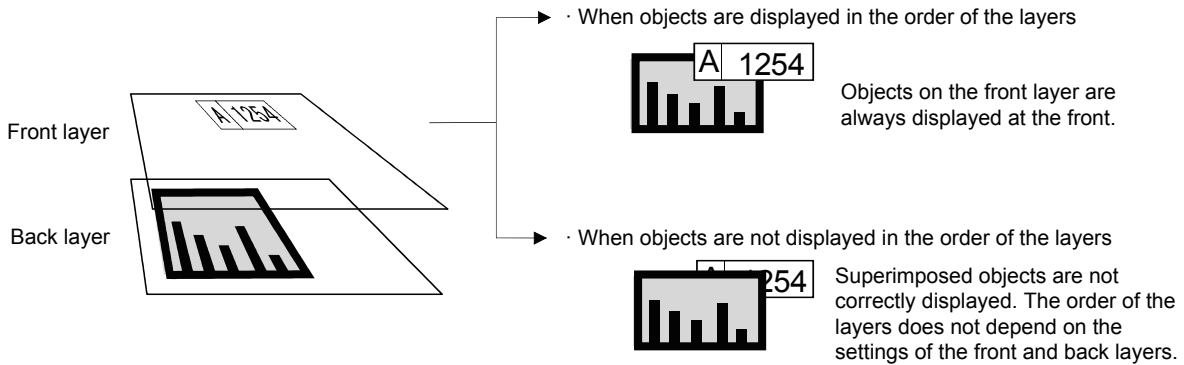 · When objects are displayed in the order of the layers
A 1254
Objects on the front layer are
always displayed at the front.
A 1254
Front layer
Back layer
· When objects are not displayed in the order of the layers
A 1254
Superimposed objects are not
correctly displayed. The order of the
layers does not depend on the
settings of the front and back layers.